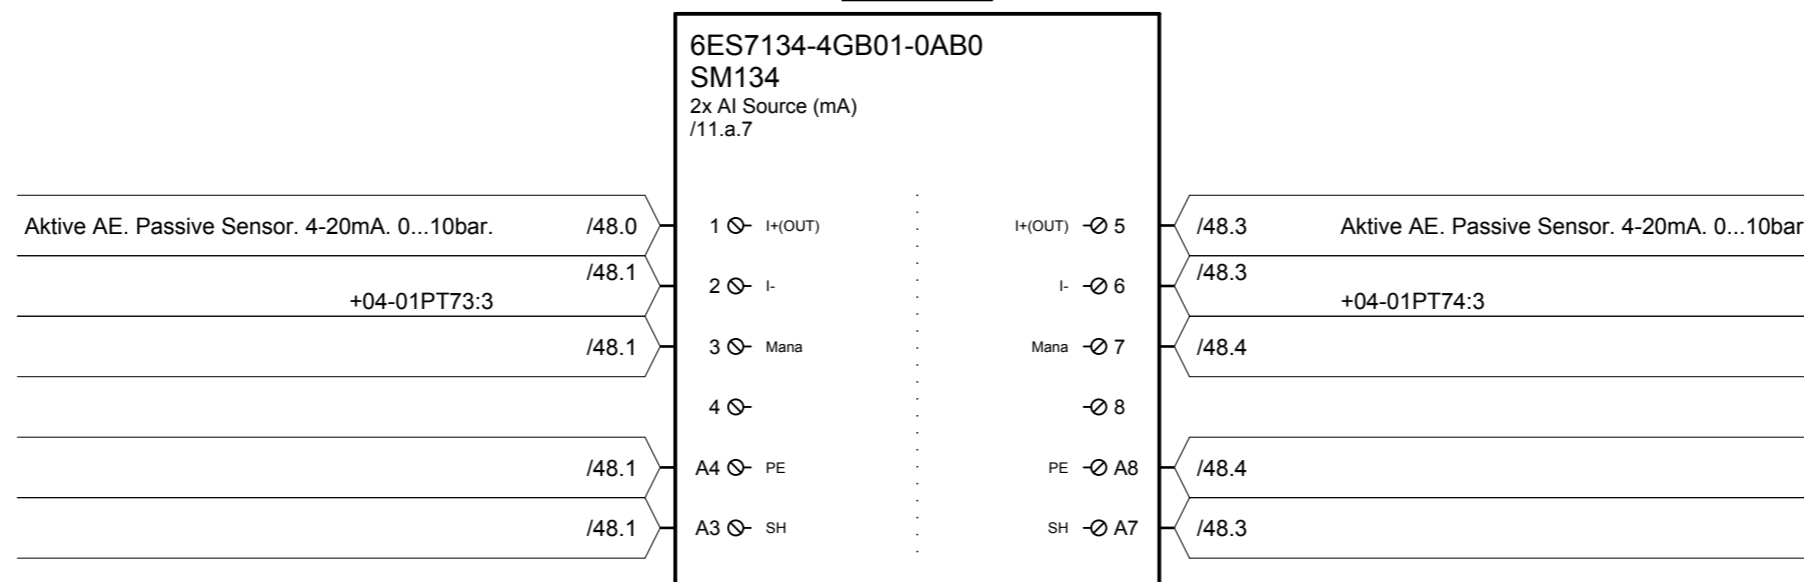 6ES7134-4GB01-0AB0
SM134
2x AI Source (mA)
/11.a.7
Aktive AE. Passive Sensor. 4-20mA. 0...10bar. /48.0 1 I+(OUT) I+(OUT) 5 /48.3 Aktive AE. Passive Sensor. 4-20mA. 0...10bar
/48.1 2 I- I- 6 /48.3
+04-01PT73:3 +04-01PT74:3
/48.1 3 Mana Mana 7 /48.4
4 8
/48.1 A4 PE PE A8 /48.4
/48.1 A3 SH SH A7 /48.3